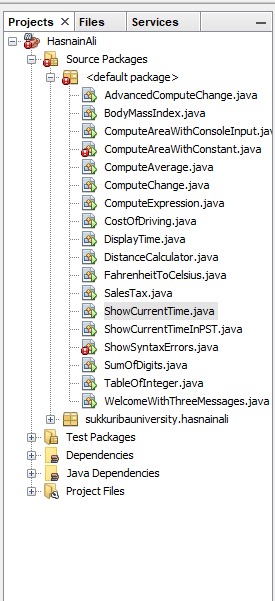 Projects × Files Services
HasnainAli
Source Packages
<default package>
AdvancedComputeChange.java
BodyMassIndex.java
ComputeAreaWithConsoleInput.java
ComputeAreaWithConstant.java
ComputeAverage.java
ComputeChange.java
ComputeExpression.java
CostOfDriving.java
DisplayTime.java
DistanceCalculator.java
FahrenheitToCelsius.java
SalesTax.java
ShowCurrentTime.java
ShowCurrentTimeInPST.java
ShowSyntaxErrors.java
SumOfDigits.java
TableOfInteger.java
WelcomeWithThreeMessages.java
sukkuribauniversity.hasnainali
Test Packages
Dependencies
Java Dependencies
Project Files